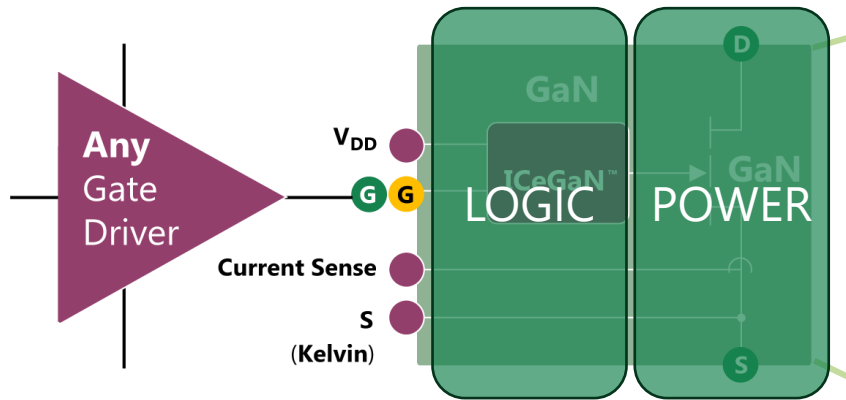 Any
Gate
Driver
VDD
G
G
Current Sense
S
(Kelvin)
GaN
ICeGaN™
LOGIC
D
GaN
POWER
S